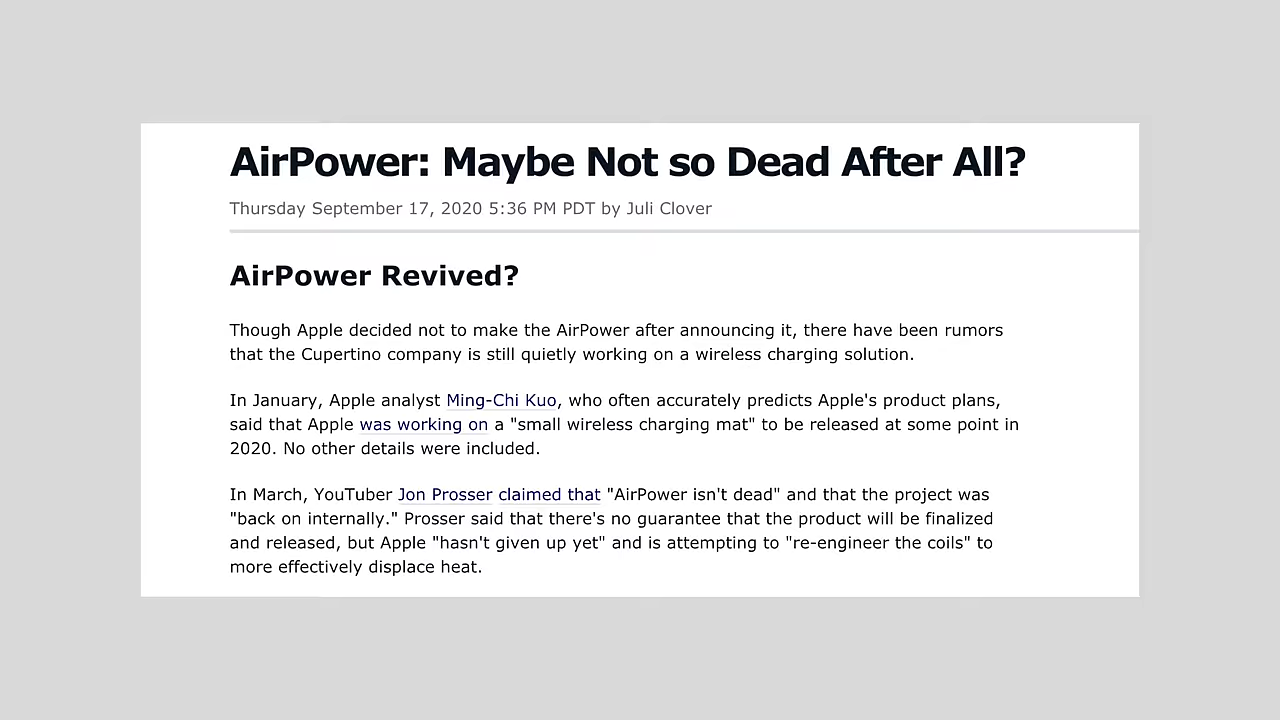 AirPower: Maybe Not so Dead After All?
Thursday September 17, 2020 5:36 PM PDT by Juli Clover
AirPower Revived?
Though Apple decided not to make the AirPower after announcing it, there have been rumors
that the Cupertino company is still quietly working on a wireless charging solution.
In January, Apple analyst Ming-Chi Kuo, who often accurately predicts Apple's product plans,
said that Apple was working on a "small wireless charging mat" to be released at some point in
2020. No other details were included.
In March, YouTuber Jon Prosser claimed that "AirPower isn't dead" and that the project was
"back on internally." Prosser said that there's no guarantee that the product will be finalized
and released, but Apple "hasn't given up yet" and is attempting to "re-engineer the coils" to
more effectively displace heat.